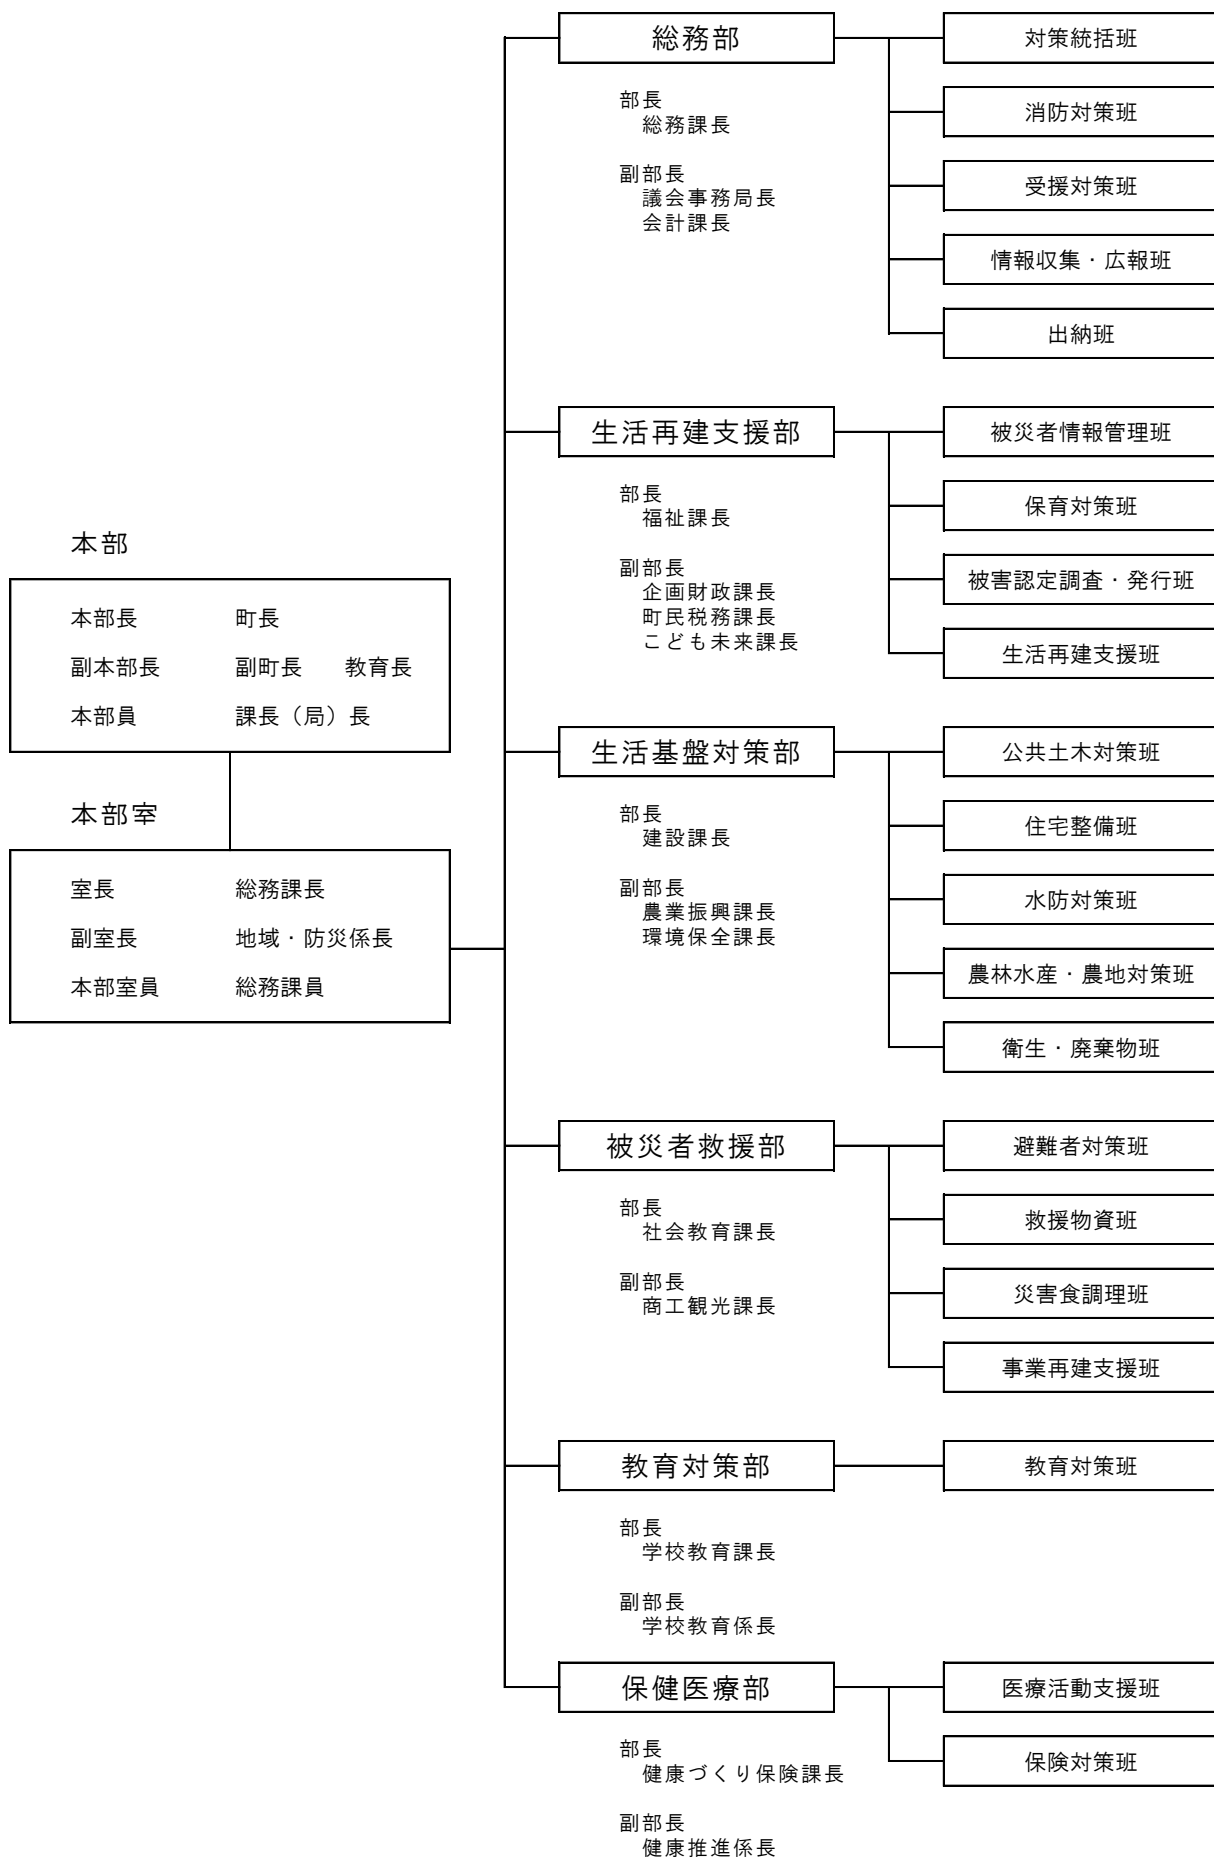 本部
本部長 町長
副本部長 副町長 教育長
本部員 課長（局）長
本部室
室長 総務課長
副室長 地域・防災係長
本部室員 総務課員
総務部
部長
総務課長
副部長
議会事務局長
会計課長
対策統括班
消防対策班
受援対策班
情報収集・広報班
出納班
生活再建支援部
部長
福祉課長
副部長
企画財政課長
町民税務課長
こども未来課長
被災者情報管理班
保育対策班
被害認定調査・発行班
生活再建支援班
生活基盤対策部
部長
建設課長
副部長
農業振興課長
環境保全課長
公共土木対策班
住宅整備班
水防対策班
農林水産・農地対策班
衛生・廃棄物班
被災者救援部
部長
社会教育課長
副部長
商工観光課長
避難者対策班
救援物資班
災害食調理班
事業再建支援班
教育対策部
部長
学校教育課長
副部長
学校教育係長
教育対策班
保健医療部
部長
健康づくり保険課長
副部長
健康推進係長
医療活動支援班
保険対策班